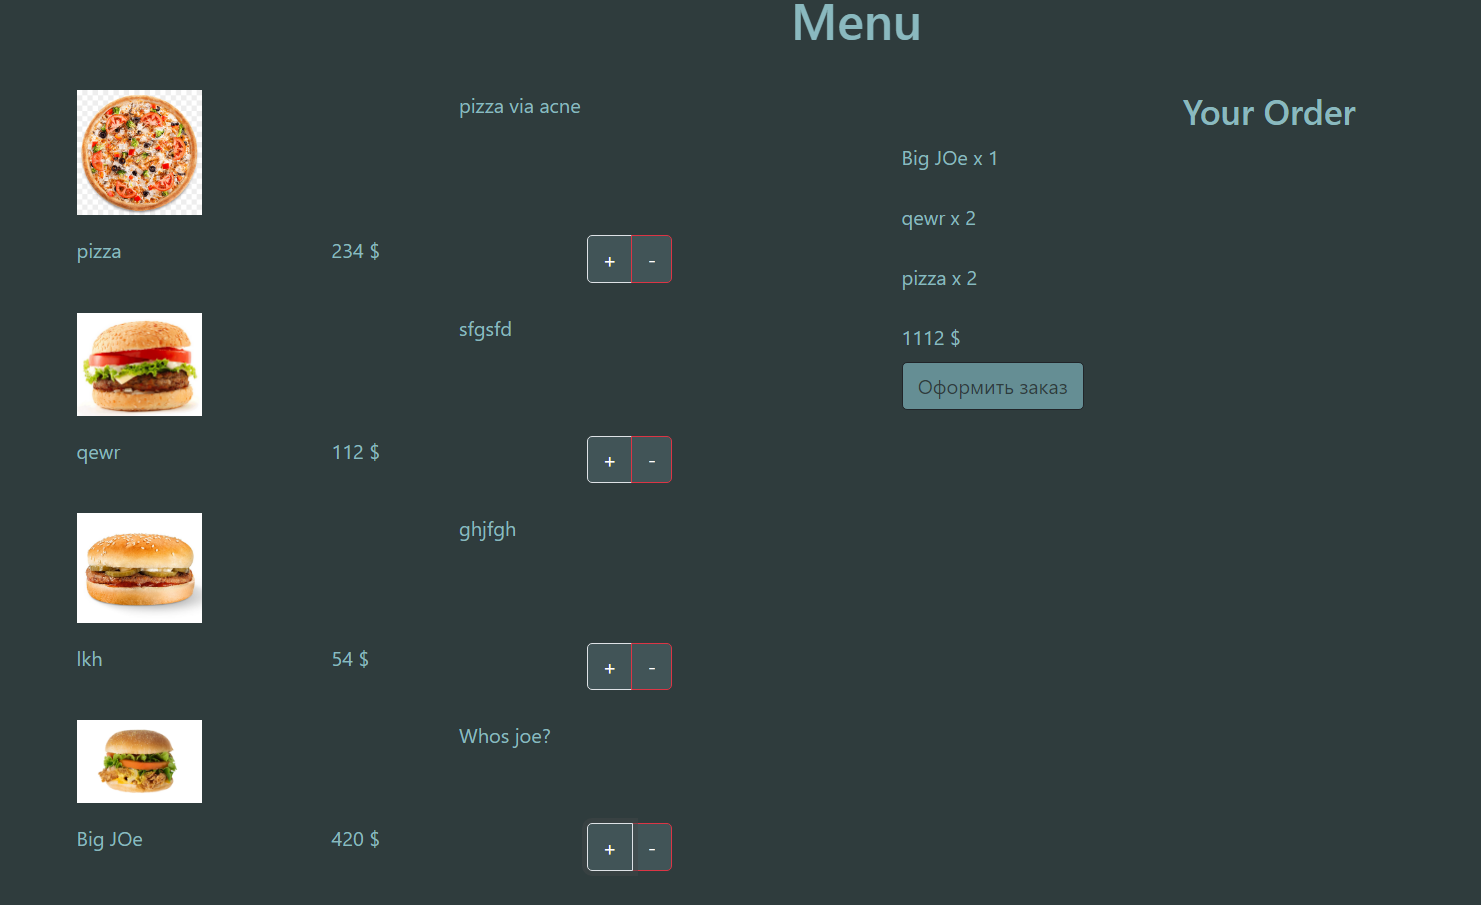 Menu
pizza via acne
pizza
234 $
+ -
sfgsfd
qewr
112 $
+ -
ghjfgh
lkh
54 $
+ -
Whos joe?
Big JOe
420 $
+ -
Your Order
Big JOe x 1
qewr x 2
pizza x 2
1112 $
Оформить заказ